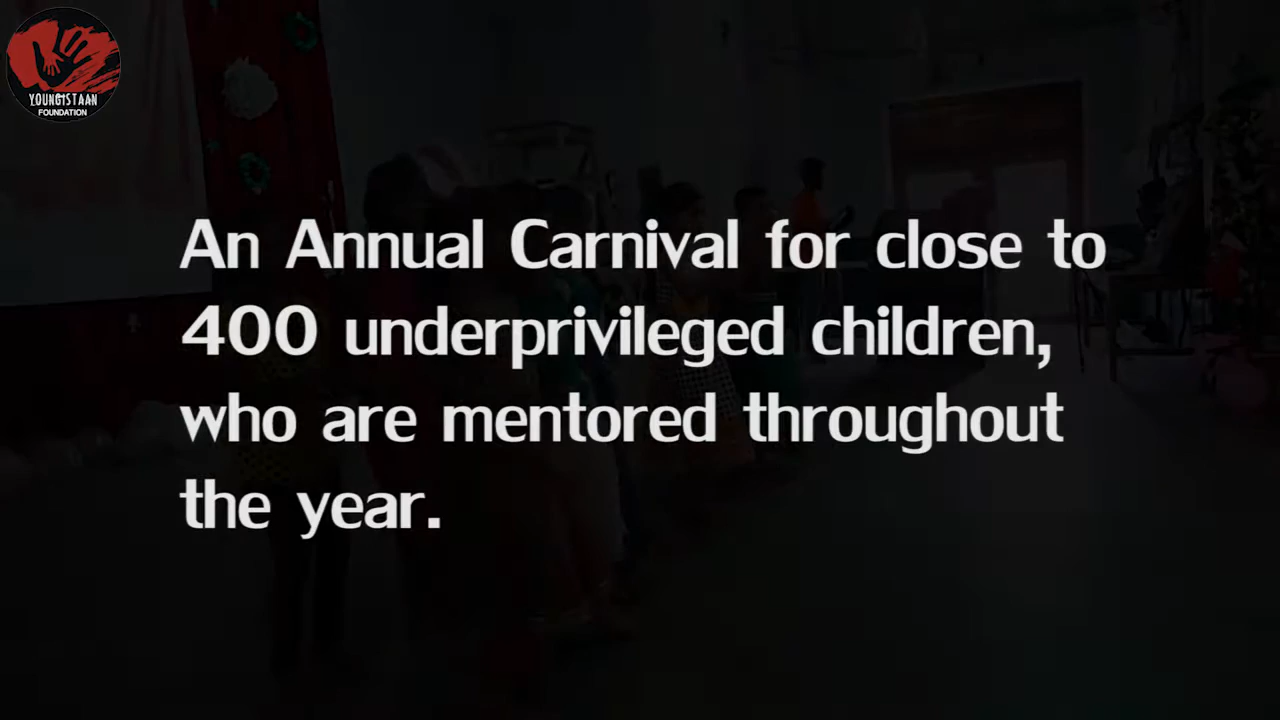 YOUNGISTAAN
FOUNDATION
An Annual Carnival for close to
400 underprivileged children,
who are mentored throughout
the year.